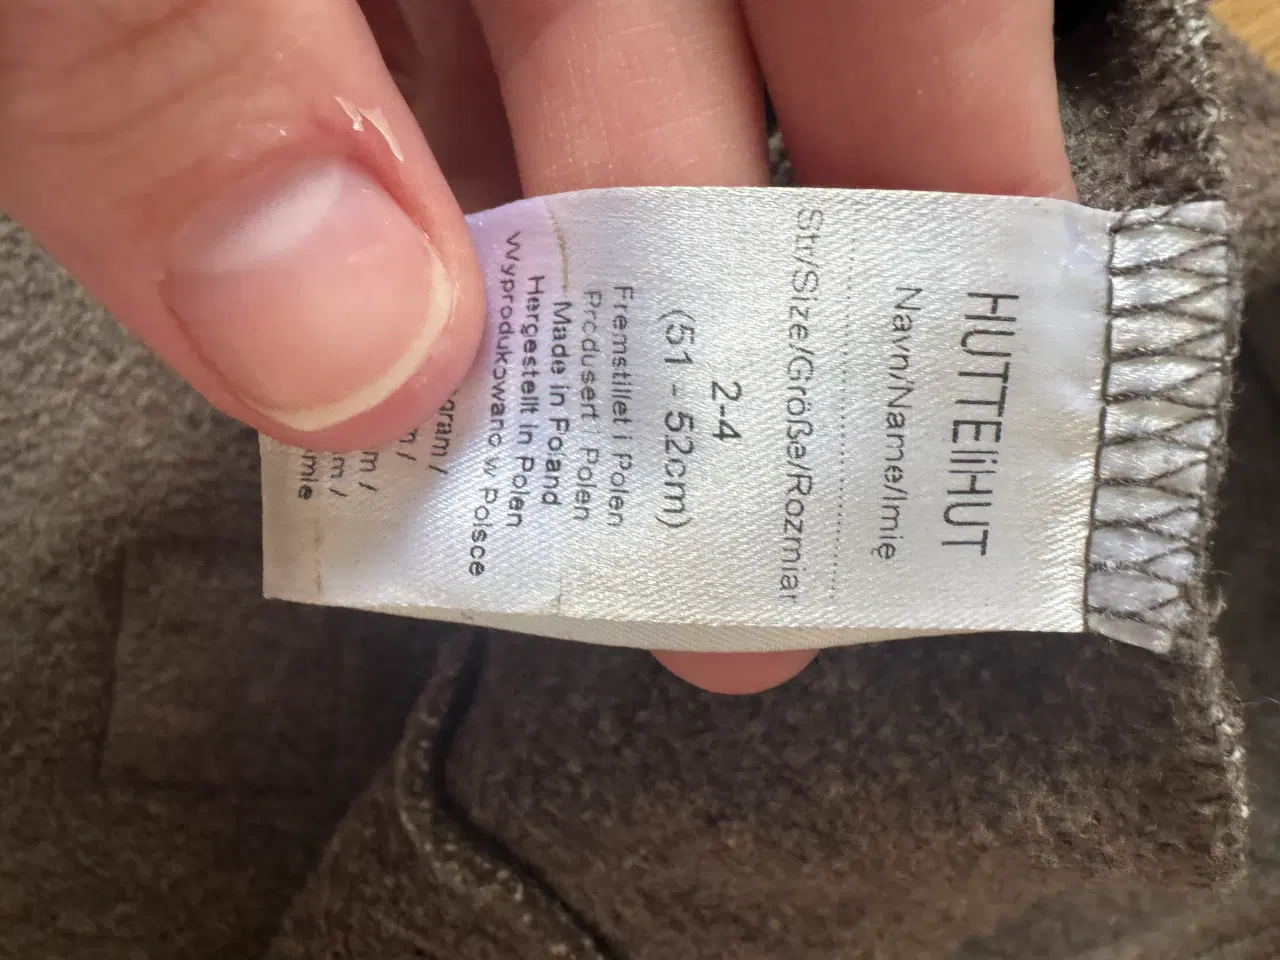 HUTTEliHUT
Navn/Name/Imię
Str/Size/Größe/Rozmiar
2-4
(51 - 52cm)
Fremstillet i Polen
Produsert i Polen
Made in Poland
Hergestellt in Polen
Wyprodukowano w Polsce